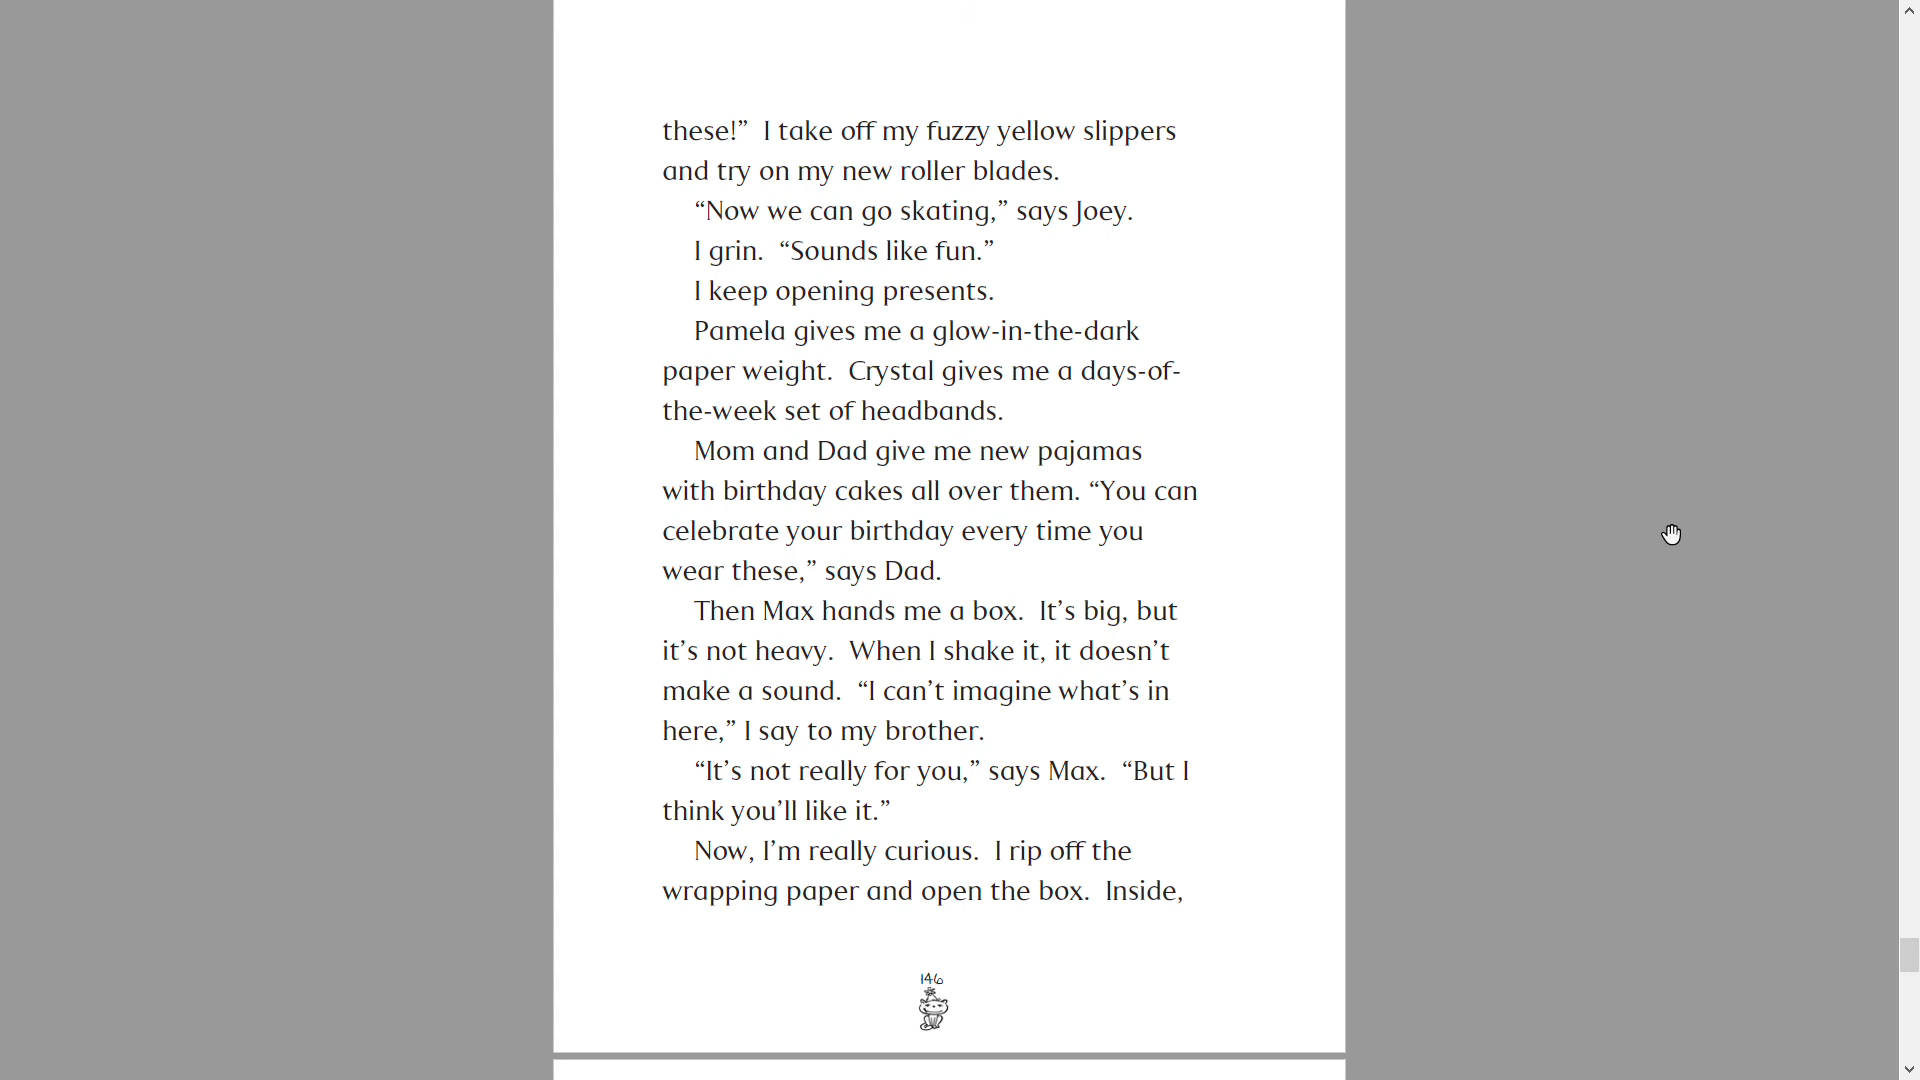 these!”  I take off my fuzzy yellow slippers
and try on my new roller blades.
“Now we can go skating,” says Joey.
I grin.  “Sounds like fun.”
I keep opening presents.
Pamela gives me a glow-in-the-dark
paper weight.  Crystal gives me a days-of-
the-week set of headbands.
Mom and Dad give me new pajamas
with birthday cakes all over them. “You can
celebrate your birthday every time you
wear these,” says Dad.
Then Max hands me a box.  It’s big, but
it’s not heavy.  When I shake it, it doesn’t
make a sound.  “I can’t imagine what’s in
here,” I say to my brother.
“It’s not really for you,” says Max.  “But I
think you’ll like it.”
Now, I’m really curious.  I rip off the
wrapping paper and open the box.  Inside,
146